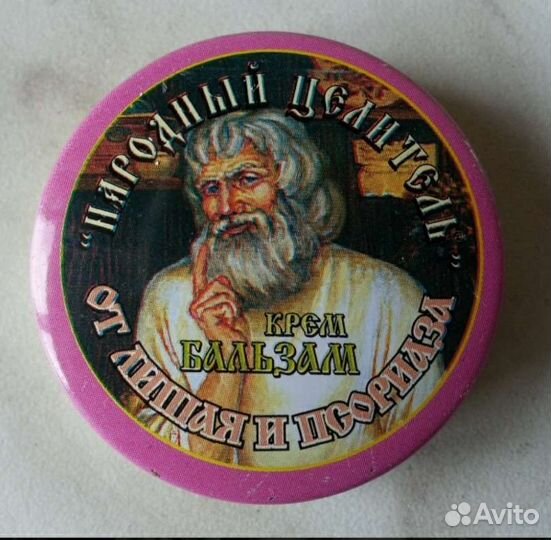 "НАРОДНЫЙ ЦЕЛИТЕЛЬ"
КРЕМ
БАЛЬЗАМ
ОТ ЛИШАЯ И ПСОРИАЗА
Avito